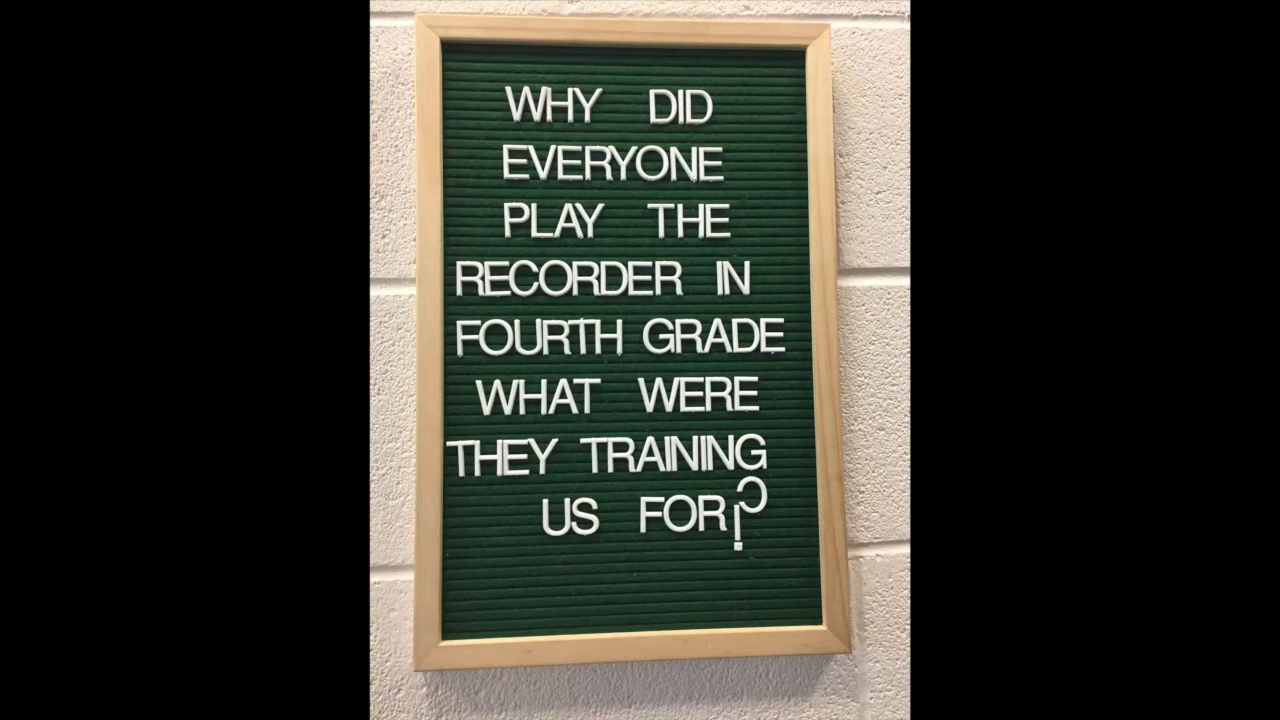 WHY DID
EVERYONE
PLAY THE
RECORDER IN
FOURTH GRADE
WHAT WERE
THEY TRAINING
US FOR?